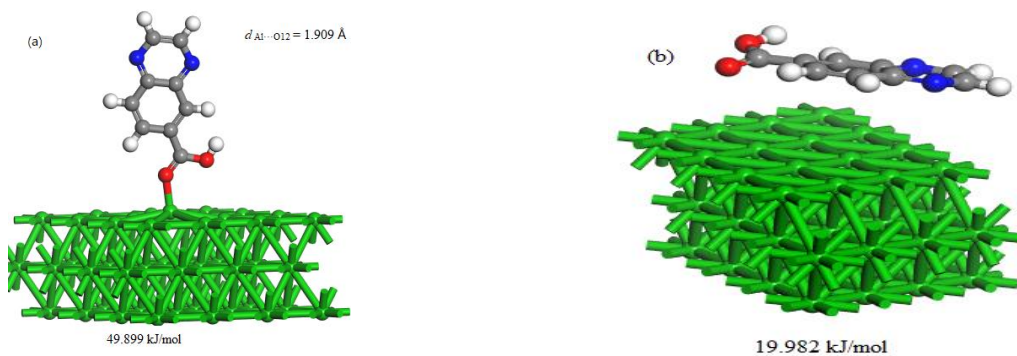 (a)
d Al···O12 = 1.909 Å
49.899 kJ/mol
(b)
19.982 kJ/mol